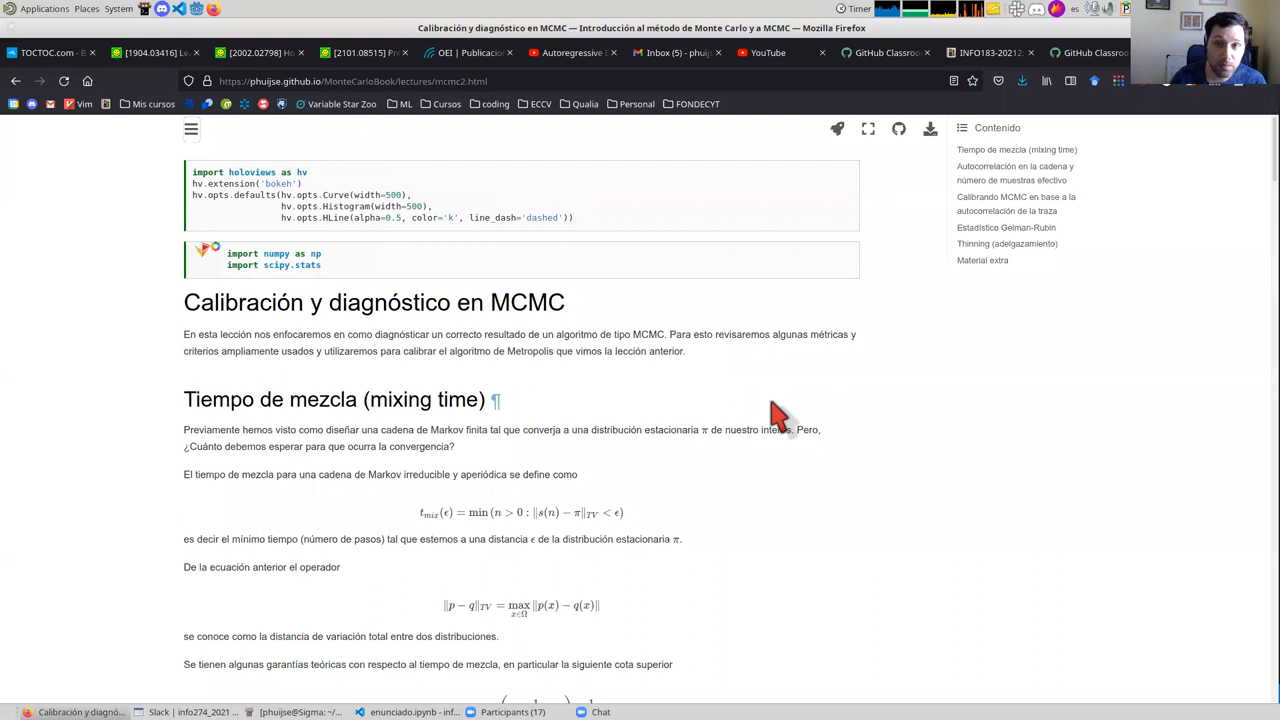 Applications Places System
Timer
es
Calibración y diagnóstico en MCMC — Introducción al método de Monte Carlo y a MCMC — Mozilla Firefox
TOCTOC.com - B
[1904.03416] Le
[2002.02798] Ho
[2101.08515] Pr
OEI | Publicacio
Autoregressive
Inbox (5) - phuij
YouTube
GitHub Classroo
INFO183-20212:
GitHub Classroo
https://phuijse.github.io/MonteCarloBook/lectures/mcmc2.html
Vim
Mis cursos
Variable Star Zoo
ML
Cursos
coding
ECCV
Qualia
Personal
FONDECYT
import holoviews as hv
hv.extension('bokeh')
hv.opts.defaults(hv.opts.Curve(width=500),
hv.opts.Histogram(width=500),
hv.opts.HLine(alpha=0.5, color='k', line_dash='dashed'))
import numpy as np
import scipy.stats
Calibración y diagnóstico en MCMC
En esta lección nos enfocaremos en como diagnósticar un correcto resultado de un algoritmo de tipo MCMC. Para esto revisaremos algunas métricas y
criterios ampliamente usados y utilizaremos para calibrar el algoritmo de Metropolis que vimos la lección anterior.
Tiempo de mezcla (mixing time) ¶
Previamente hemos visto como diseñar una cadena de Markov finita tal que converja a una distribución estacionaria π de nuestro interés. Pero,
¿Cuánto debemos esperar para que ocurra la convergencia?
El tiempo de mezcla para una cadena de Markov irreducible y aperiódica se define como
t_{mix}(ϵ) = min (n > 0 : ‖s(n) − π‖_{TV} < ϵ)
es decir el mínimo tiempo (número de pasos) tal que estemos a una distancia ϵ de la distribución estacionaria π.
De la ecuación anterior el operador
‖p − q‖_{TV} = max_{x∈Ω} ‖p(x) − q(x)‖
se conoce como la distancia de variación total entre dos distribuciones.
Se tienen algunas garantías teóricas con respecto al tiempo de mezcla, en particular la siguiente cota superior
Contenido
Tiempo de mezcla (mixing time)
Autocorrelación en la cadena y
número de muestras efectivo
Calibrando MCMC en base a la
autocorrelación de la traza
Estadístico Gelman-Rubin
Thinning (adelgazamiento)
Material extra
Calibración y diagnó...
Slack | info274_2021 ...
[phuijse@Sigma: ~/...
enunciado.ipynb - inf...
Participants (17)
Chat